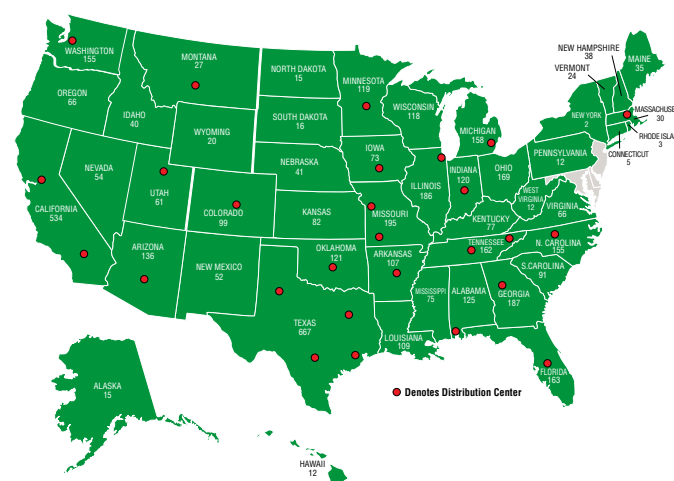 WASHINGTON
155
MONTANA
27
NORTH DAKOTA
15
MINNESOTA
119
NEW HAMPSHIRE
38
VERMONT
24
MAINE
35
OREGON
66
IDAHO
40
WYOMING
20
SOUTH DAKOTA
16
WISCONSIN
118
MICHIGAN
158
NEW YORK
2
MASSACHUSE
30
RHODE ISLA
3
CONNECTICUT
5
NEVADA
54
UTAH
61
COLORADO
99
NEBRASKA
41
IOWA
73
ILLINOIS
186
INDIANA
120
OHIO
169
PENNSYLVANIA
12
WEST
VIRGINIA
12
VIRGINIA
66
CALIFORNIA
534
KANSAS
82
MISSOURI
195
KENTUCKY
77
ARIZONA
136
NEW MEXICO
52
OKLAHOMA
121
ARKANSAS
107
TENNESSEE
162
N. CAROLINA
155
S.CAROLINA
91
TEXAS
667
LOUISIANA
109
MISSISSIPPI
75
ALABAMA
125
GEORGIA
187
FLORIDA
163
ALASKA
15
HAWAII
12
Denotes Distribution Center